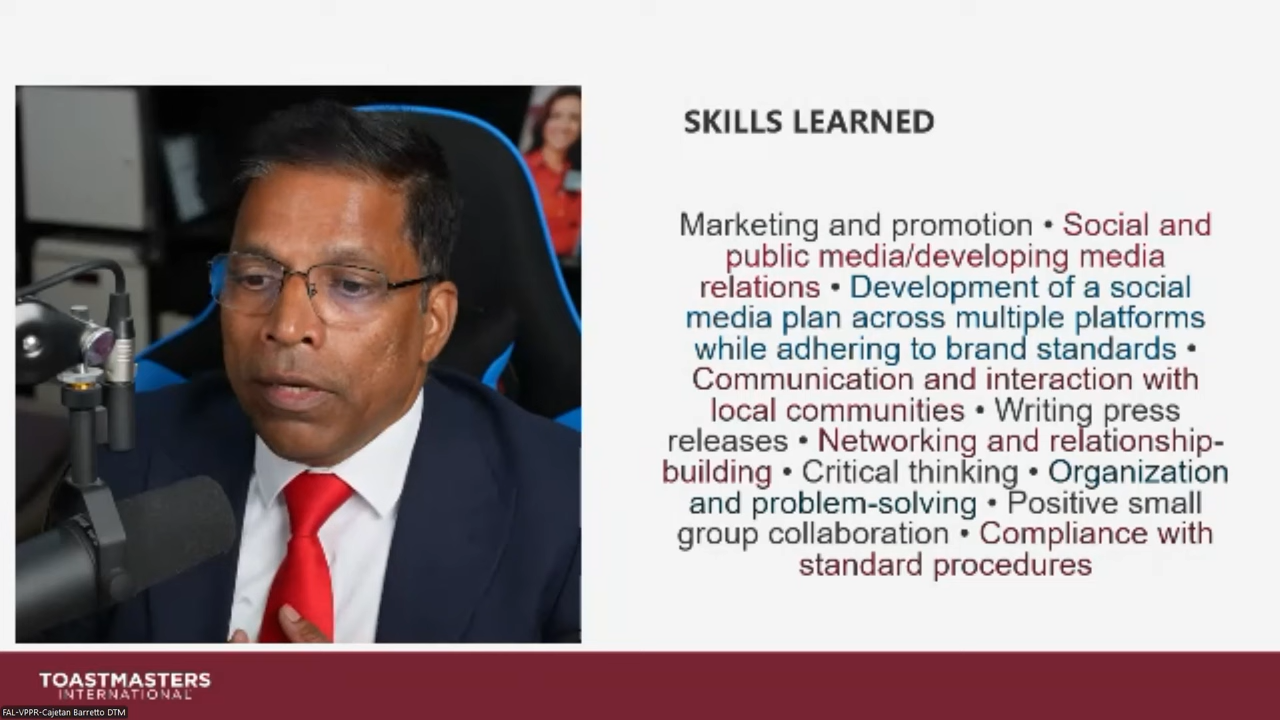 SKILLS LEARNED
Marketing and promotion • Social and
public media/developing media
relations • Development of a social
media plan across multiple platforms
while adhering to brand standards •
Communication and interaction with
local communities • Writing press
releases • Networking and relationship-
building • Critical thinking • Organization
and problem-solving • Positive small
group collaboration • Compliance with
standard procedures
TOASTMASTERS
INTERNATIONAL
FAL-VPPR-Cajetan Barretto DTM